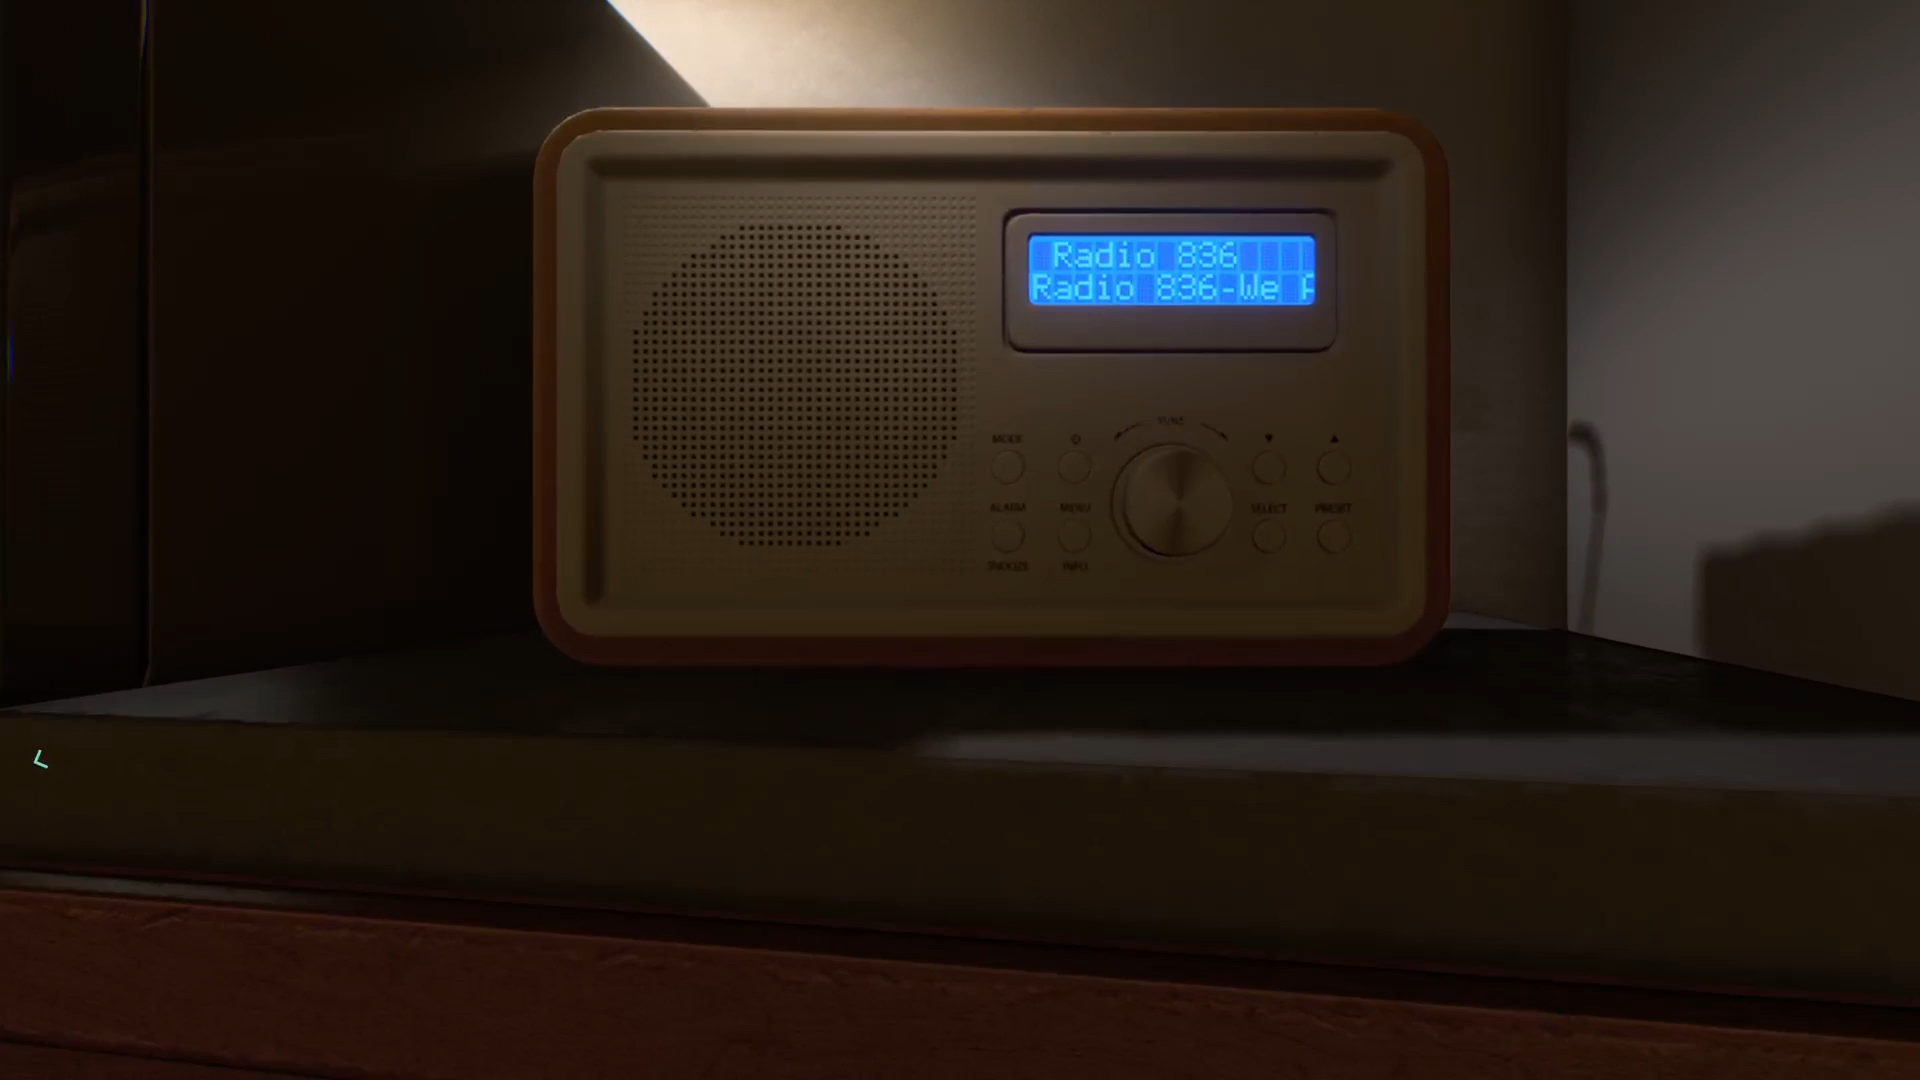 Radio 836
Radio 836-We
TUNE
MODE
ALARM MENU SELECT PRESET
SNOOZE INFO